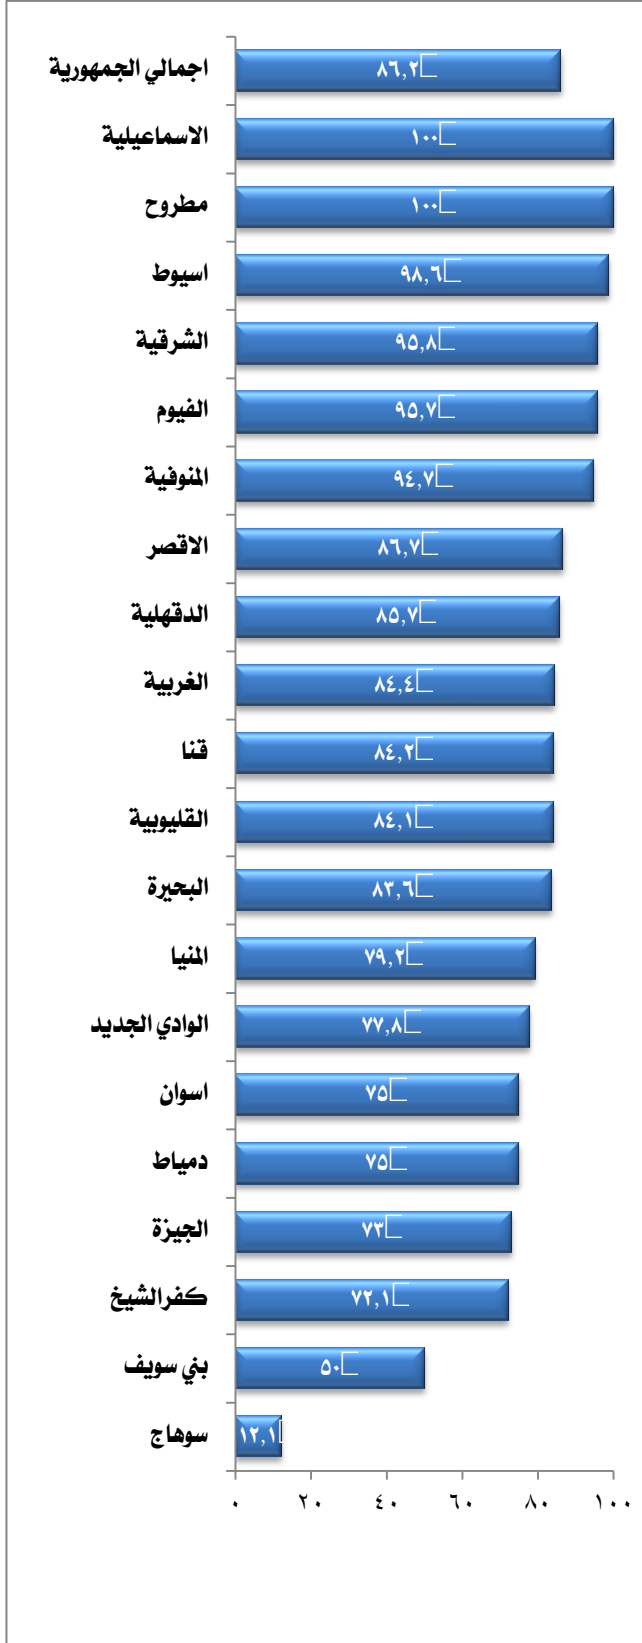 اجمالي الجمهورية ٨٦,٢
الاسماعيلية ١٠٠
مطروح ١٠٠
اسيوط ٩٨,٦
الشرقية ٩٥,٨
الفيوم ٩٥,٧
المنوفية ٩٤,٧
الاقصر ٨٦,٧
الدقهلية ٨٥,٧
الغربية ٨٤,٤
قنا ٨٤,٢
القليوبية ٨٤,١
البحيرة ٨٣,٦
المنيا ٧٩,٢
الوادي الجديد ٧٧,٨
اسوان ٧٥
دمياط ٧٥
الجيزة ٧٣
كفرالشيخ ٧٢,١
بني سويف ٥٠
سوهاج ١٢,١
٠ ٢٠ ٤٠ ٦٠ ٨٠ ١٠٠